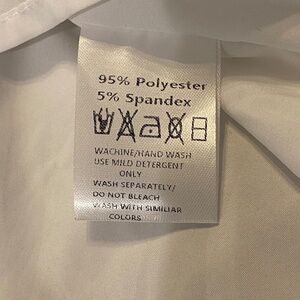 95% Polyester
5% Spandex
WACHINE/HAND WASH
USE MILD DETERGENT
ONLY
WASH SEPARATELY/
DO NOT BLEACH
WASH WITH SIMILIAR
COLORS